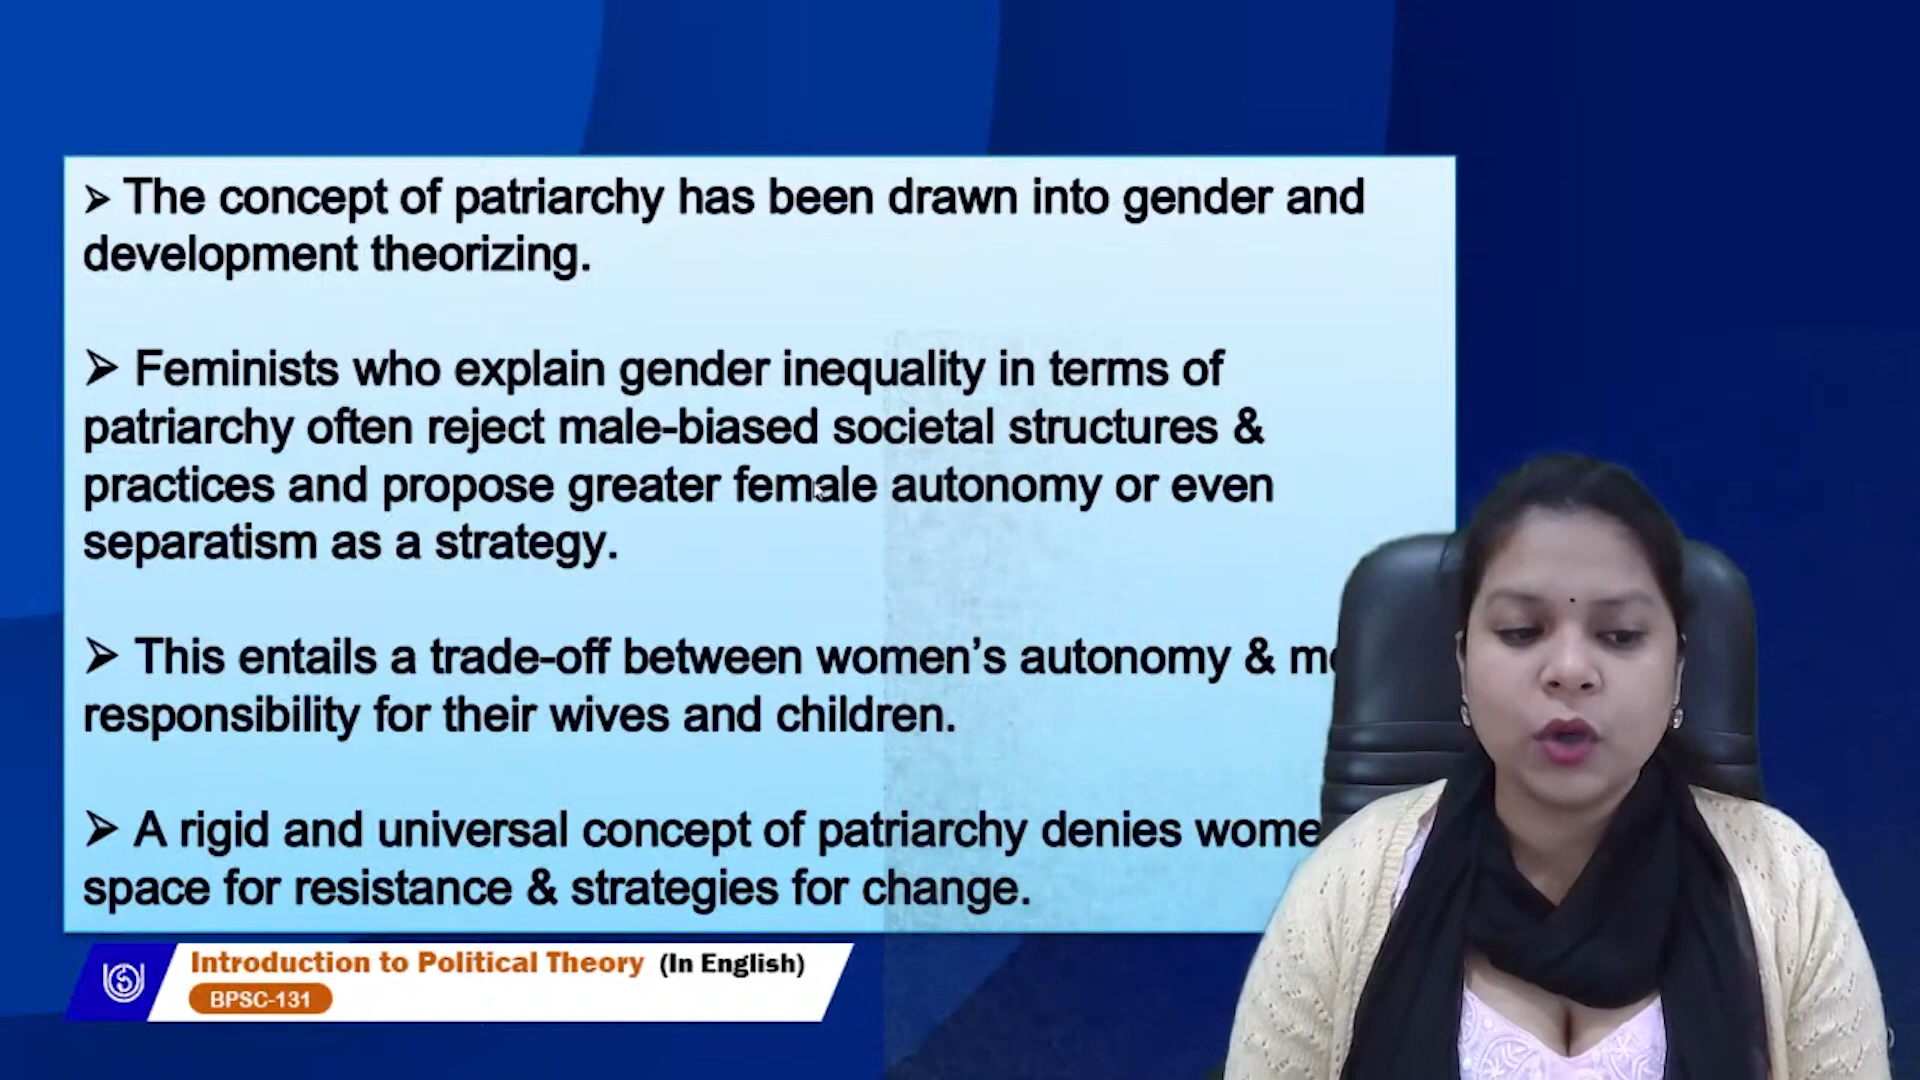 ➢ The concept of patriarchy has been drawn into gender and
development theorizing.
➢ Feminists who explain gender inequality in terms of
patriarchy often reject male-biased societal structures &
practices and propose greater female autonomy or even
separatism as a strategy.
➢ This entails a trade-off between women’s autonomy &
responsibility for their wives and children.
➢ A rigid and universal concept of patriarchy denies
space for resistance & strategies for change.
Introduction to Political Theory (In English)
BPSC-131